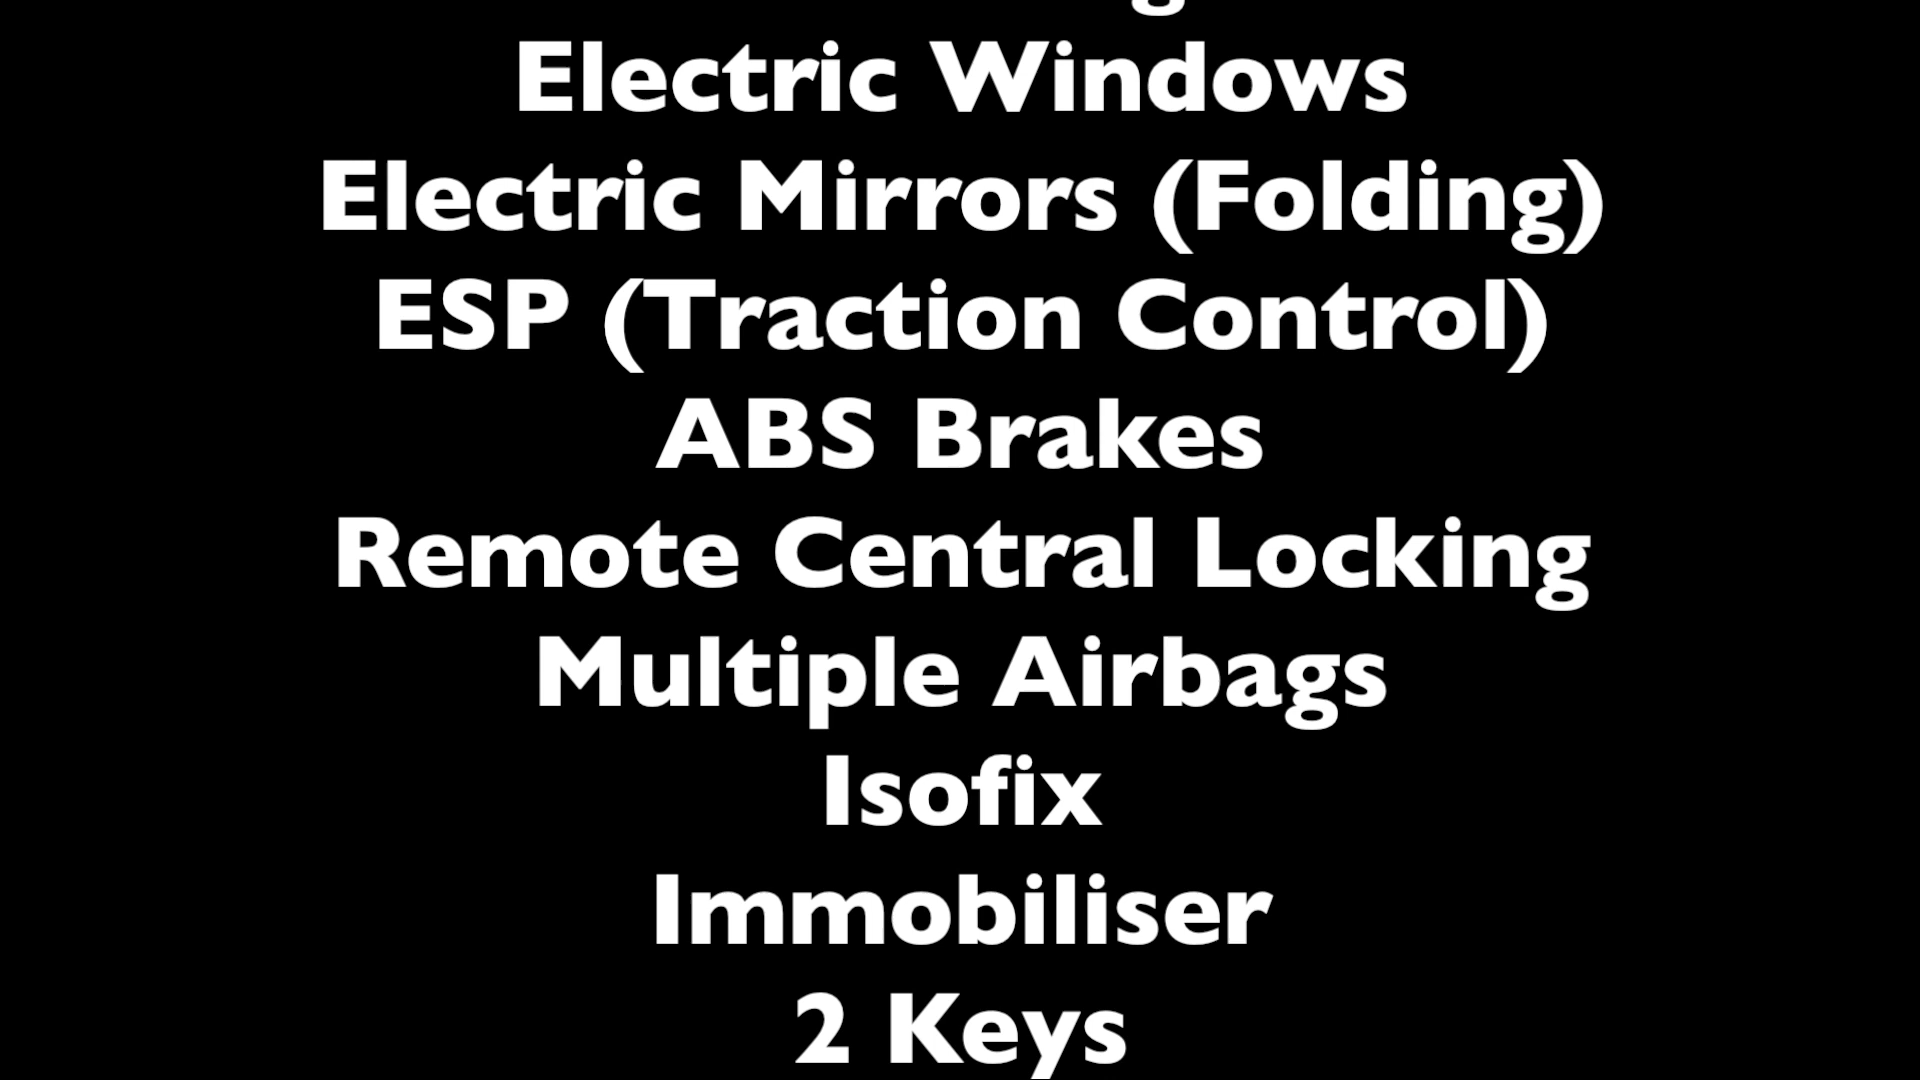 Electric Windows
Electric Mirrors (Folding)
ESP (Traction Control)
ABS Brakes
Remote Central Locking
Multiple Airbags
Isofix
Immobiliser
2 Keys